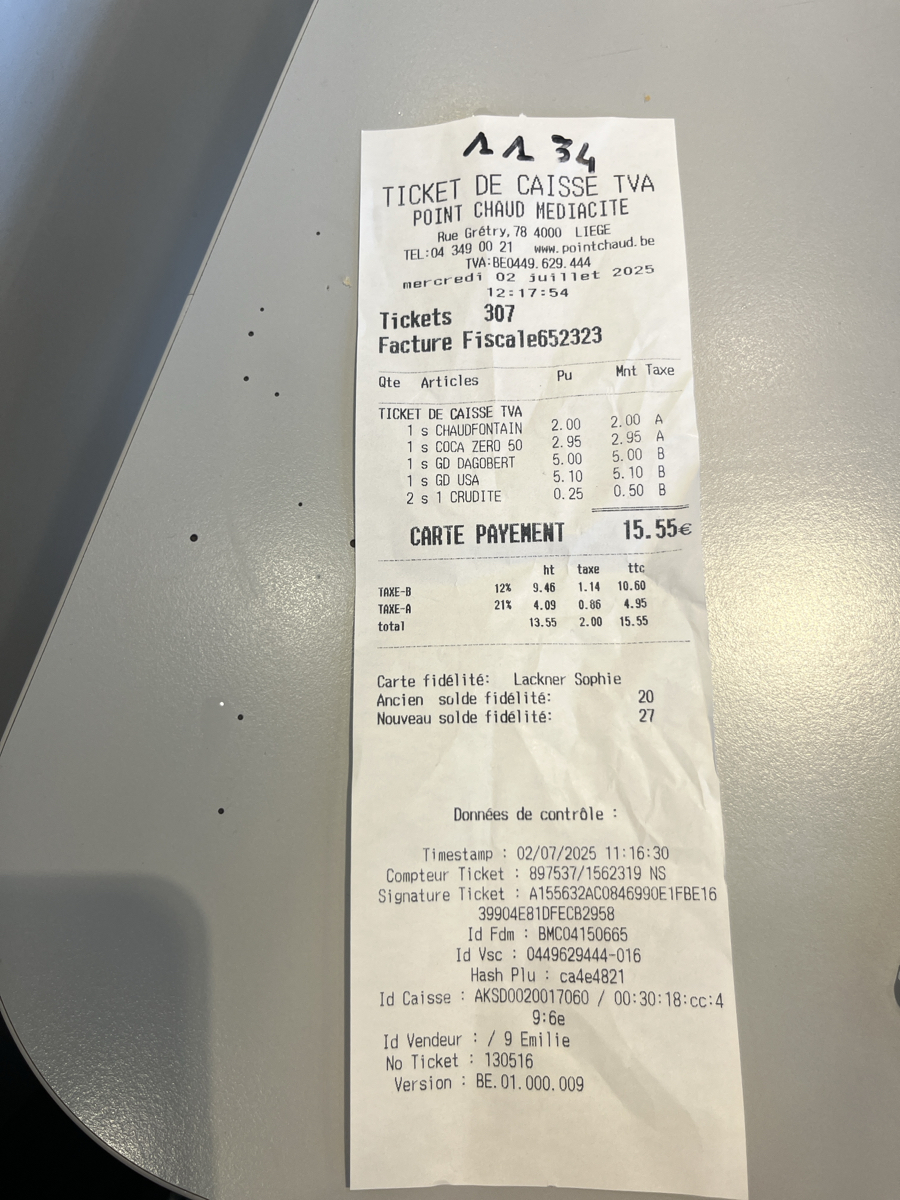 11 34
TICKET DE CAISSE TVA
POINT CHAUD MEDIACITE
Rue Grétry, 78 4000 LIEGE
TEL:04 349 00 21 www.pointchaud.be
TVA:BE0449.629.444
mercredi 02 juillet 2025
12:17:54
Tickets 307
Facture Fiscale652323
Qte Articles Pu Mnt Taxe
TICKET DE CAISSE TVA
1 s CHAUDFONTAIN 2.00 2.00 A
1 s COCA ZERO 50 2.95 2.95 A
1 s GD DAGOBERT 5.00 5.00 B
1 s GD USA 5.10 5.10 B
2 s 1 CRUDITE 0.25 0.50 B
CARTE PAYEMENT 15.55€
ht taxe ttc
TAXE-B 12% 9.46 1.14 10.60
TAXE-A 21% 4.09 0.86 4.95
total 13.55 2.00 15.55
Carte fidélité: Lackner Sophie
Ancien solde fidélité: 20
Nouveau solde fidélité: 27
Données de contrôle :
Timestamp : 02/07/2025 11:16:30
Compteur Ticket : 897537/1562319 NS
Signature Ticket : A155632AC0846990E1FBE16
39904E81DFECB2958
Id Fdm : BMC04150665
Id Vsc : 0449629444-016
Hash Plu : ca4e4821
Id Caisse : AKSD0020017060 / 00:30:18:cc:4
9:6e
Id Vendeur : / 9 Emilie
No Ticket : 130516
Version : BE.01.000.009